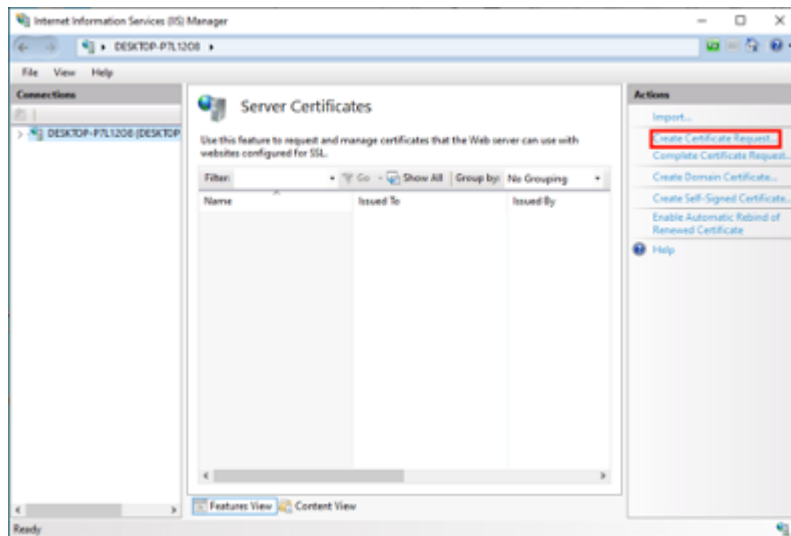 Internet Information Services (IIS) Manager
DESKTOP-P7L12O8
File View Help
Connections
DESKTOP-P7L12O8 (DESKTOP
Server Certificates
Use this feature to request and manage certificates that the Web server can use with
websites configured for SSL.
Filter: Go Show All Group by: No Grouping
Name Issued To Issued By
Features View Content View
Actions
Import...
Create Certificate Request...
Complete Certificate Request..
Create Domain Certificate...
Create Self-Signed Certificate..
Enable Automatic Rebind of
Renewed Certificate
Help
Ready